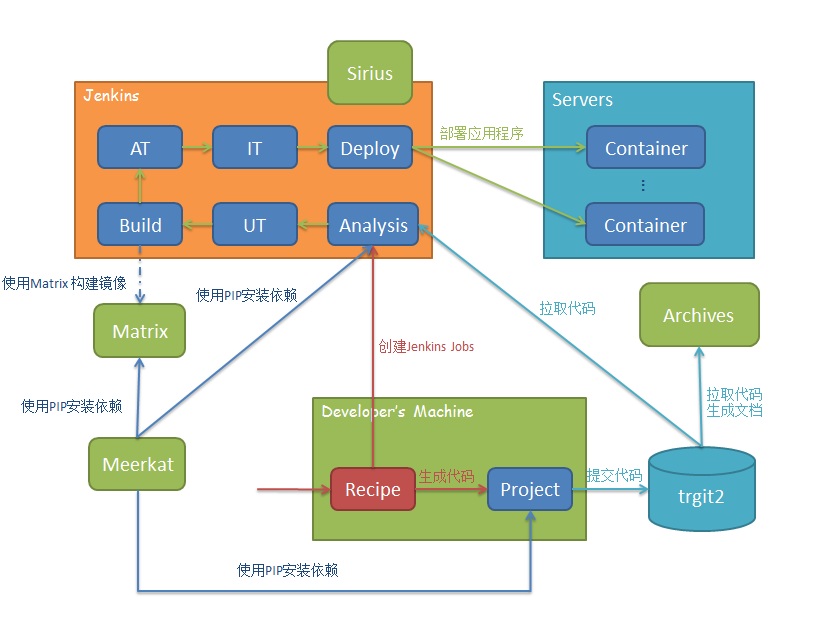 Sirius
Jenkins
Servers
AT
IT
Deploy
部署应用程序
Container
...
Build
UT
Analysis
Container
使用Matrix 构建镜像
使用PIP安装依赖
拉取代码
Matrix
Archives
创建Jenkins Jobs
使用PIP安装依赖
拉取代码
生成文档
Developer's Machine
Meerkat
Recipe
生成代码
Project
提交代码
trgit2
使用PIP安装依赖